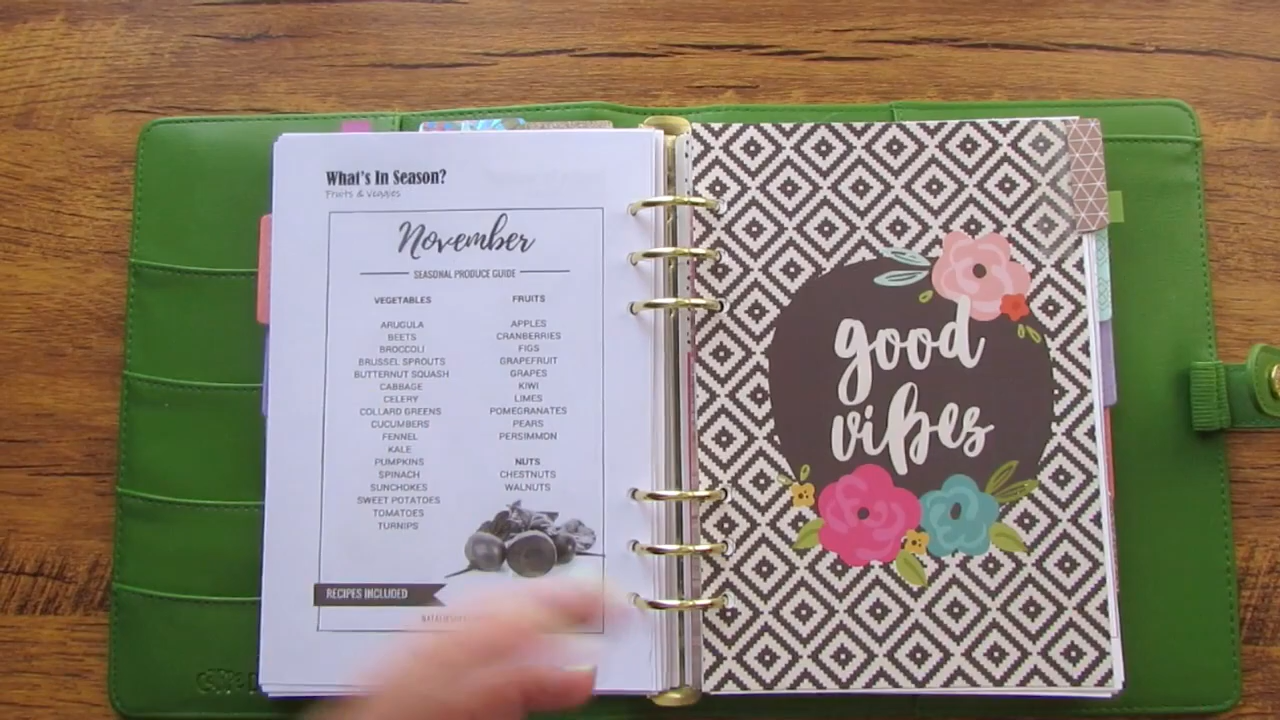 What's In Season?
Fruits & Veggies
November
SEASONAL PRODUCE GUIDE
VEGETABLES
ARUGULA
BEETS
BROCCOLI
BRUSSEL SPROUTS
BUTTERNUT SQUASH
CABBAGE
CELERY
COLLARD GREENS
CUCUMBERS
FENNEL
KALE
PUMPKINS
SPINACH
SUNCHOKES
SWEET POTATOES
TOMATOES
TURNIPS
FRUITS
APPLES
CRANBERRIES
FIGS
GRAPEFRUIT
GRAPES
KIWI
LIMES
POMEGRANATES
PEARS
PERSIMMON
NUTS
CHESTNUTS
WALNUTS
RECIPES INCLUDED
good
vibes